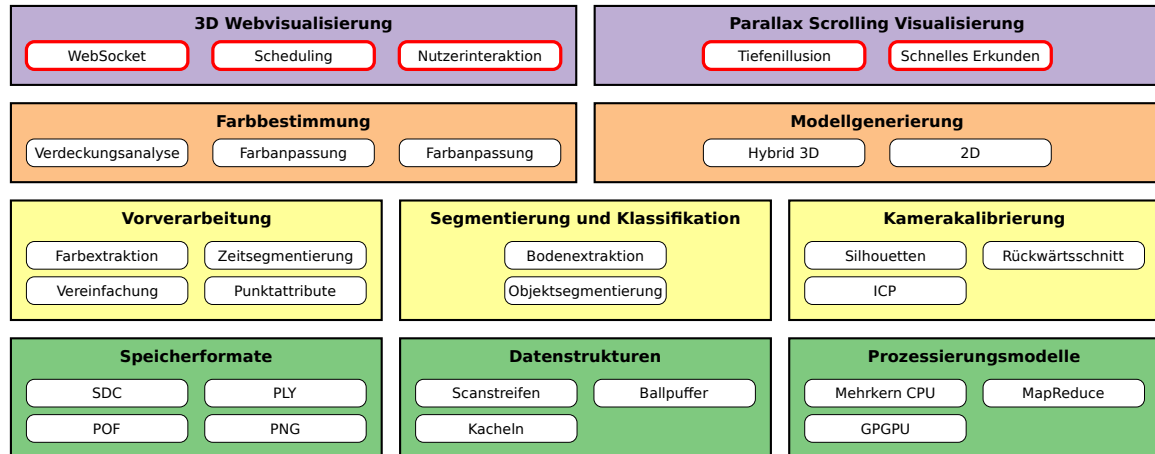 3D Webvisualisierung
WebSocket
Scheduling
Nutzerinteraktion
Parallax Scrolling Visualisierung
Tiefenillusion
Schnelles Erkunden
Farbbestimmung
Verdeckungsanalyse
Farbanpassung
Farbanpassung
Modellgenerierung
Hybrid 3D
2D
Vorverarbeitung
Farbextraktion
Zeitsegmentierung
Vereinfachung
Punktattribute
Segmentierung und Klassifikation
Bodenextraktion
Objektsegmentierung
Kamerakalibrierung
Silhouetten
Rückwärtsschnitt
ICP
Speicherformate
SDC
PLY
POF
PNG
Datenstrukturen
Scanstreifen
Ballpuffer
Kacheln
Prozessierungsmodelle
Mehrkern CPU
MapReduce
GPGPU